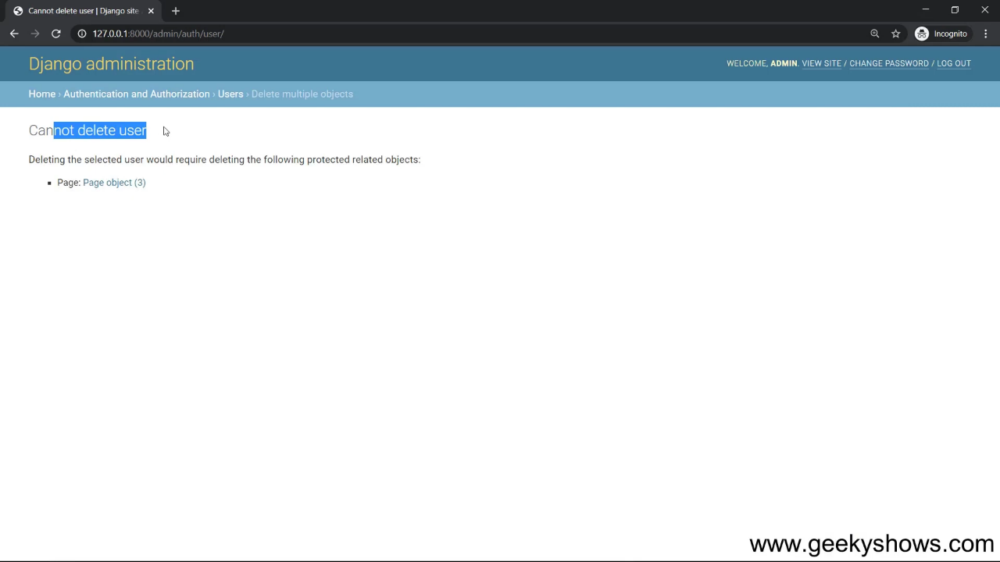 Cannot delete user | Django site
127.0.0.1:8000/admin/auth/user/
Incognito
Django administration
WELCOME, ADMIN. VIEW SITE / CHANGE PASSWORD / LOG OUT
Home › Authentication and Authorization › Users › Delete multiple objects
Cannot delete user
Deleting the selected user would require deleting the following protected related objects:
Page: Page object (3)
www.geekyshows.com